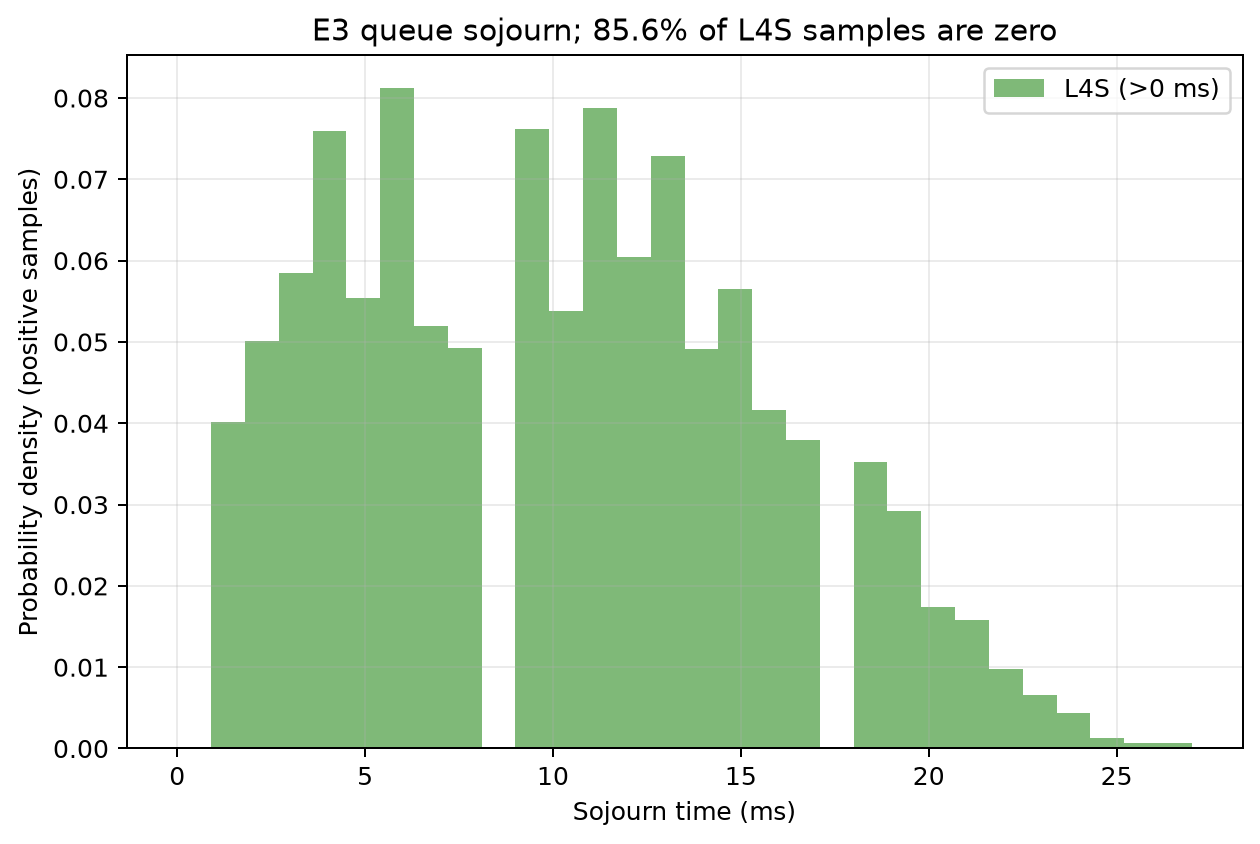 E3 queue sojourn; 85.6% of L4S samples are zero
L4S (>0 ms)
Probability density (positive samples)
0.08
0.07
0.06
0.05
0.04
0.03
0.02
0.01
0.00
0 5 10 15 20 25
Sojourn time (ms)